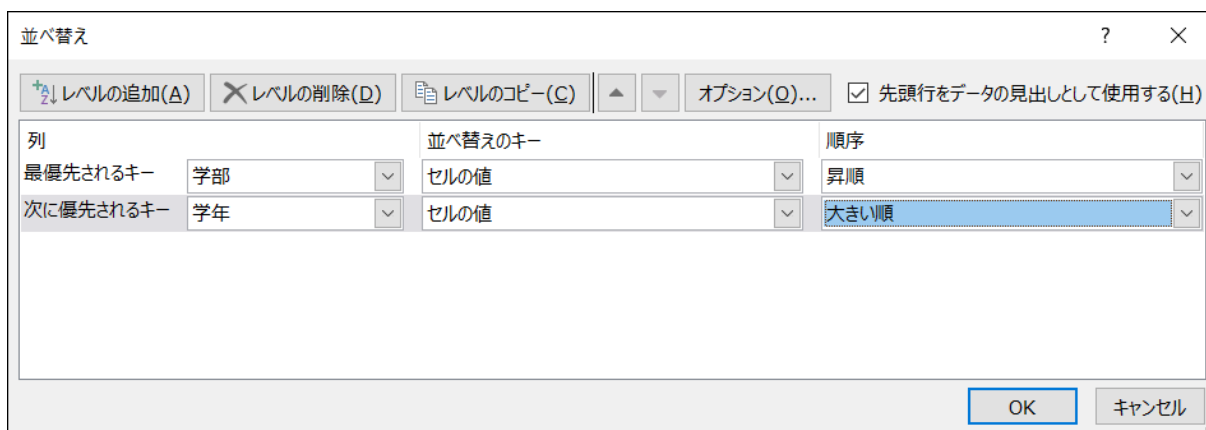 並べ替え ?
レベルの追加(A) レベルの削除(D) レベルのコピー(C) オプション(O)... 先頭行をデータの見出しとして使用する(H)
列 並べ替えのキー 順序
最優先されるキー 学部 セルの値 昇順
次に優先されるキー 学年 セルの値 大きい順
OK キャンセル